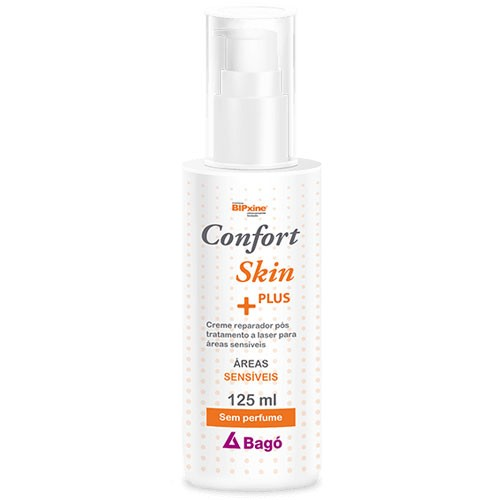 BIPxine®
Confort
Skin
+PLUS
Creme reparador pós
tratamento a laser para
áreas sensíveis
ÁREAS
SENSÍVEIS
125 ml
Sem perfume
Bagó